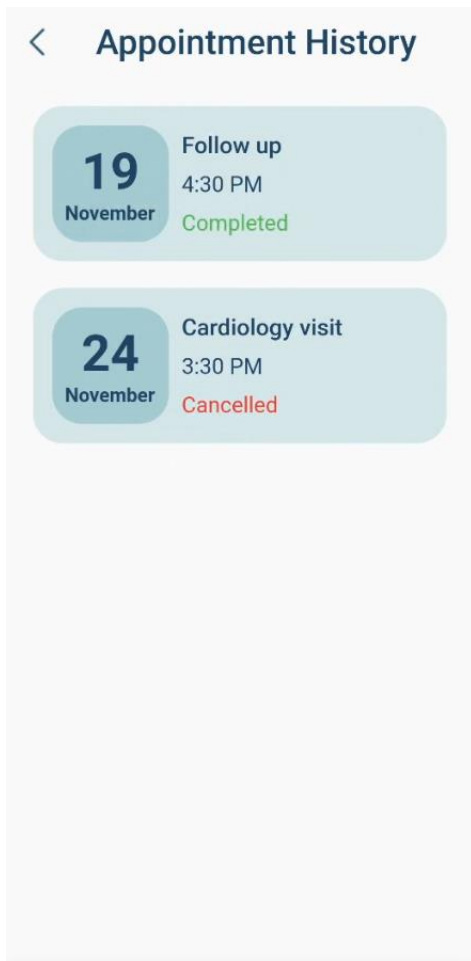 Appointment History
19
November
Follow up
4:30 PM
Completed
24
November
Cardiology visit
3:30 PM
Cancelled